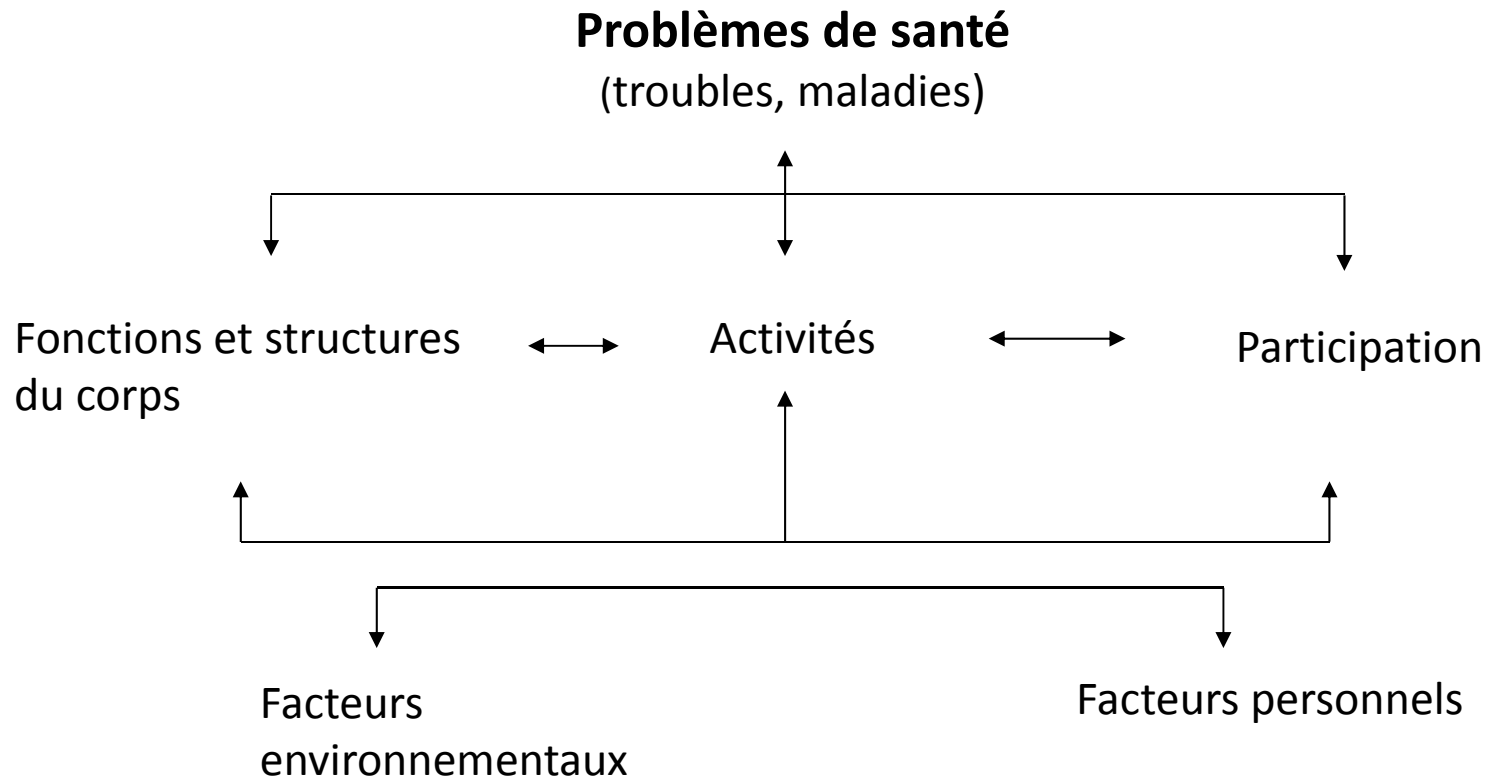 Problèmes de santé
(troubles, maladies)
Fonctions et structures
du corps
Activités
Participation
Facteurs
environnementaux
Facteurs personnels